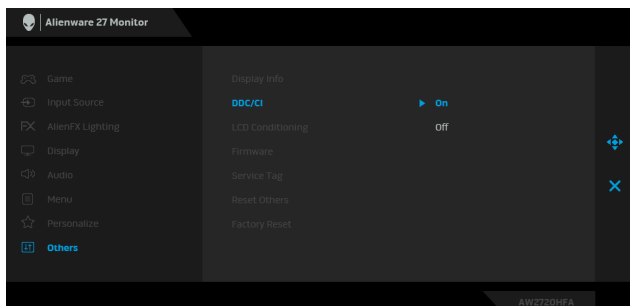 Alienware 27 Monitor
Game
Input Source
FX AlienFX Lighting
Display
Audio
Menu
Personalize
Others
Display Info
DDC/CI On
LCD Conditioning Off
Firmware
Service Tag
Reset Others
Factory Reset
AW2720HFA